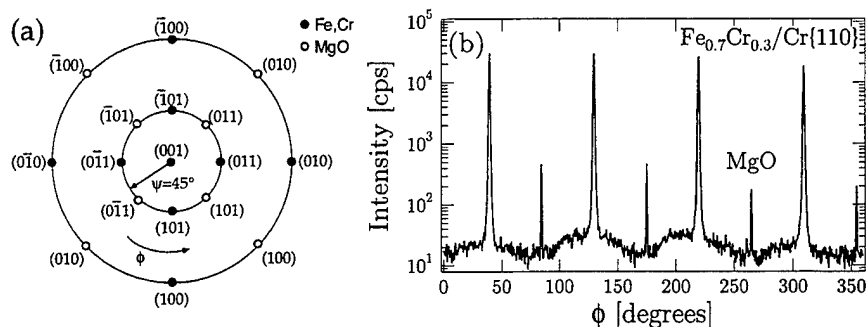 (a)
● Fe,Cr
○ MgO
(1̄00)
(1̄00)
(010)
(1̄01)
(1̄01)
(011)
(001)
(01̄0)
(01̄1)
(011)
(010)
ψ=45°
(01̄1)
(101)
(101)
(010)
ϕ
(100)
(100)
(b)
Fe0.7Cr0.3/Cr{110}
MgO
Intensity [cps]
10⁵
10⁴
10³
10²
10¹
0 50 100 150 200 250 300 350
ϕ [degrees]